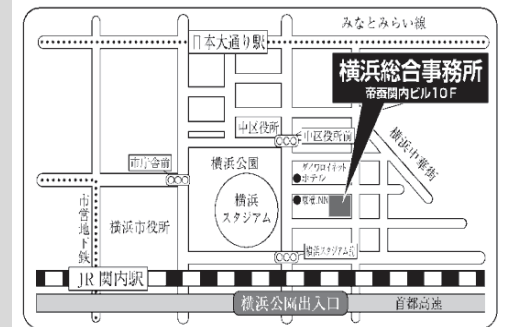 みなとみらい線
日本大通り駅
横浜総合事務所
帝蚕関内ビル10F
中区役所
中区役所前
横浜中華街
市庁舎前
横浜公園
ホテル
横浜
スタジアム
市営地下鉄
横浜市役所
横浜スタジアム前
JR関内駅
横浜公園出入口
首都高速